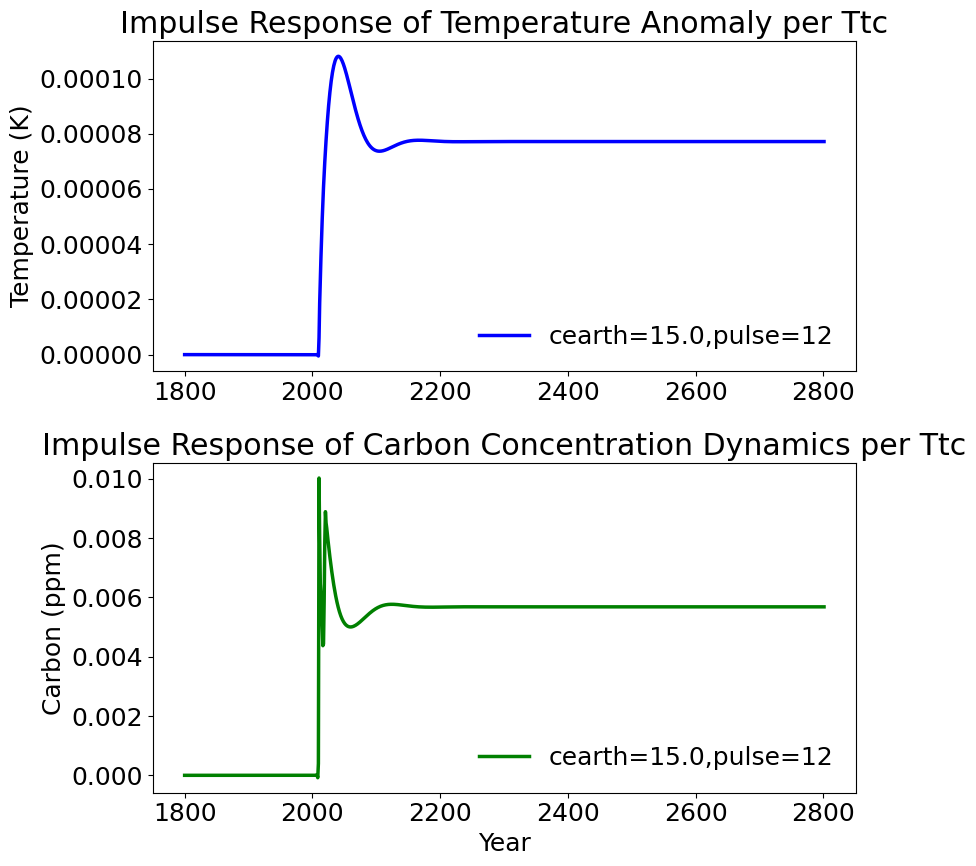 Impulse Response of Temperature Anomaly per Ttc
Temperature (K)
0.00010
0.00008
0.00006
0.00004
0.00002
0.00000
cearth=15.0,pulse=12
1800 2000 2200 2400 2600 2800
Impulse Response of Carbon Concentration Dynamics per Ttc
Carbon (ppm)
0.010
0.008
0.006
0.004
0.002
0.000
cearth=15.0,pulse=12
1800 2000 2200 2400 2600 2800
Year